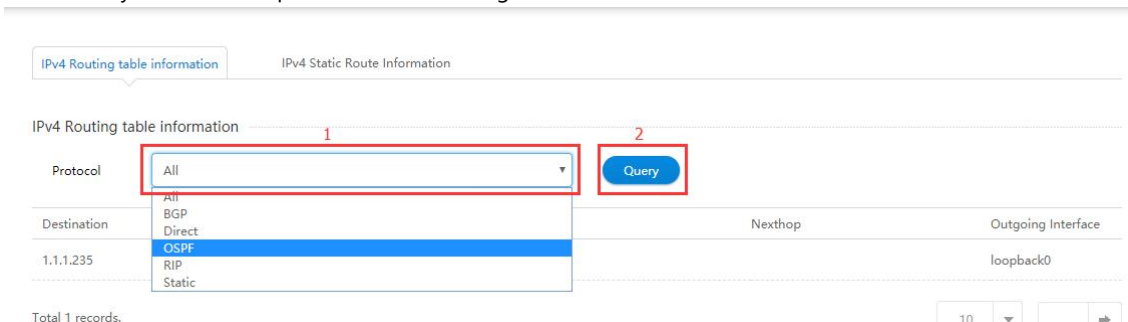 IPv4 Routing table information IPv4 Static Route Information
IPv4 Routing table information
1 2
Protocol All Query
All
BGP
Direct
OSPF
RIP
Static
Destination Nexthop Outgoing Interface
1.1.1.235 loopback0
Total 1 records. 10